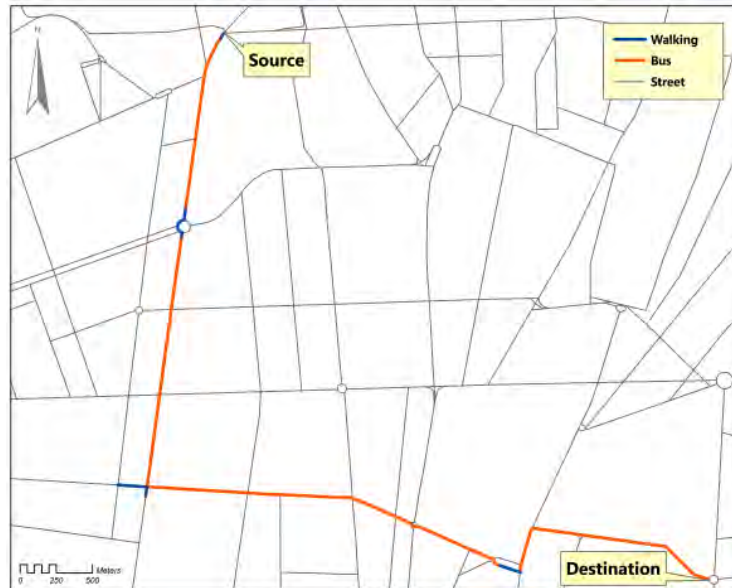 N
Source
Walking
Bus
Street
Meters
0 250 500
Destination